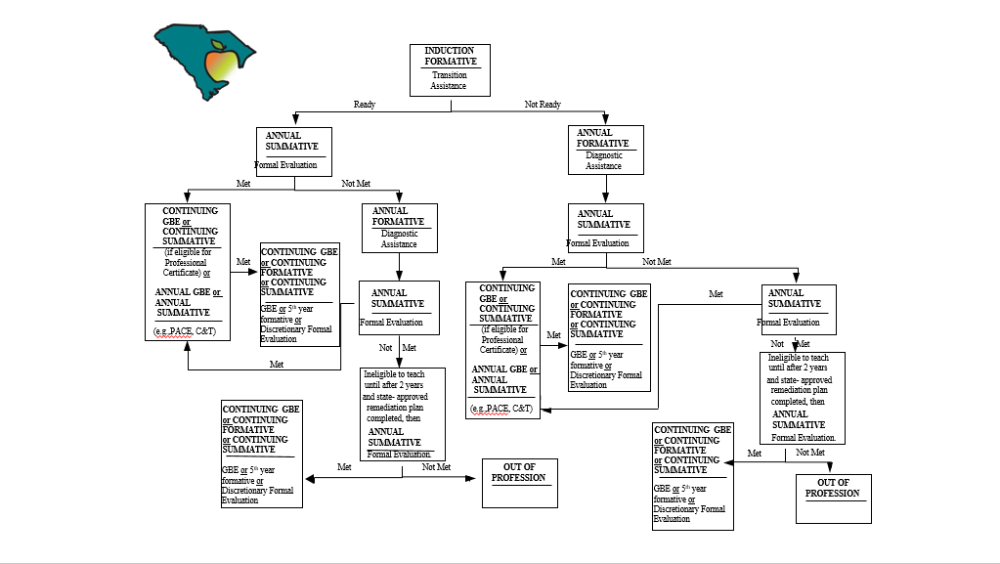 INDUCTION
FORMATIVE
Transition
Assistance
Ready
Not Ready
ANNUAL
SUMMATIVE
Formal Evaluation
ANNUAL
FORMATIVE
Diagnostic
Assistance
Met
Not Met
CONTINUING
GBE or
CONTINUING
SUMMATIVE
(if eligible for
Professional
Certificate) or
ANNUAL GBE or
ANNUAL
SUMMATIVE
(e.g.,PACE, C&T)
Met
CONTINUING GBE
or CONTINUING
FORMATIVE
or CONTINUING
SUMMATIVE
GBE or 5th year
formative or
Discretionary Formal
Evaluation
ANNUAL
FORMATIVE
Diagnostic
Assistance
ANNUAL
SUMMATIVE
Formal Evaluation
Met
Not Met
Ineligible to teach
until after 2 years
and state- approved
remediation plan
completed, then
ANNUAL
SUMMATIVE
Formal Evaluation.
Met
Not Met
CONTINUING GBE
or CONTINUING
FORMATIVE
or CONTINUING
SUMMATIVE
GBE or 5th year
formative or
Discretionary Formal
Evaluation
OUT OF
PROFESSION
ANNUAL
SUMMATIVE
Formal Evaluation
Met
Not Met
CONTINUING
GBE or
CONTINUING
SUMMATIVE
(if eligible for
Professional
Certificate) or
ANNUAL GBE or
ANNUAL
SUMMATIVE
(e.g.,PACE, C&T)
Met
CONTINUING GBE
or CONTINUING
FORMATIVE
or CONTINUING
SUMMATIVE
GBE or 5th year
formative or
Discretionary Formal
Evaluation
Met
ANNUAL
SUMMATIVE
Formal Evaluation
Not Met
Ineligible to teach
until after 2 years
and state- approved
remediation plan
completed, then
ANNUAL
SUMMATIVE
Formal Evaluation.
Met
Not Met
CONTINUING GBE
or CONTINUING
FORMATIVE
or CONTINUING
SUMMATIVE
GBE or 5th year
formative or
Discretionary Formal
Evaluation
OUT OF
PROFESSION